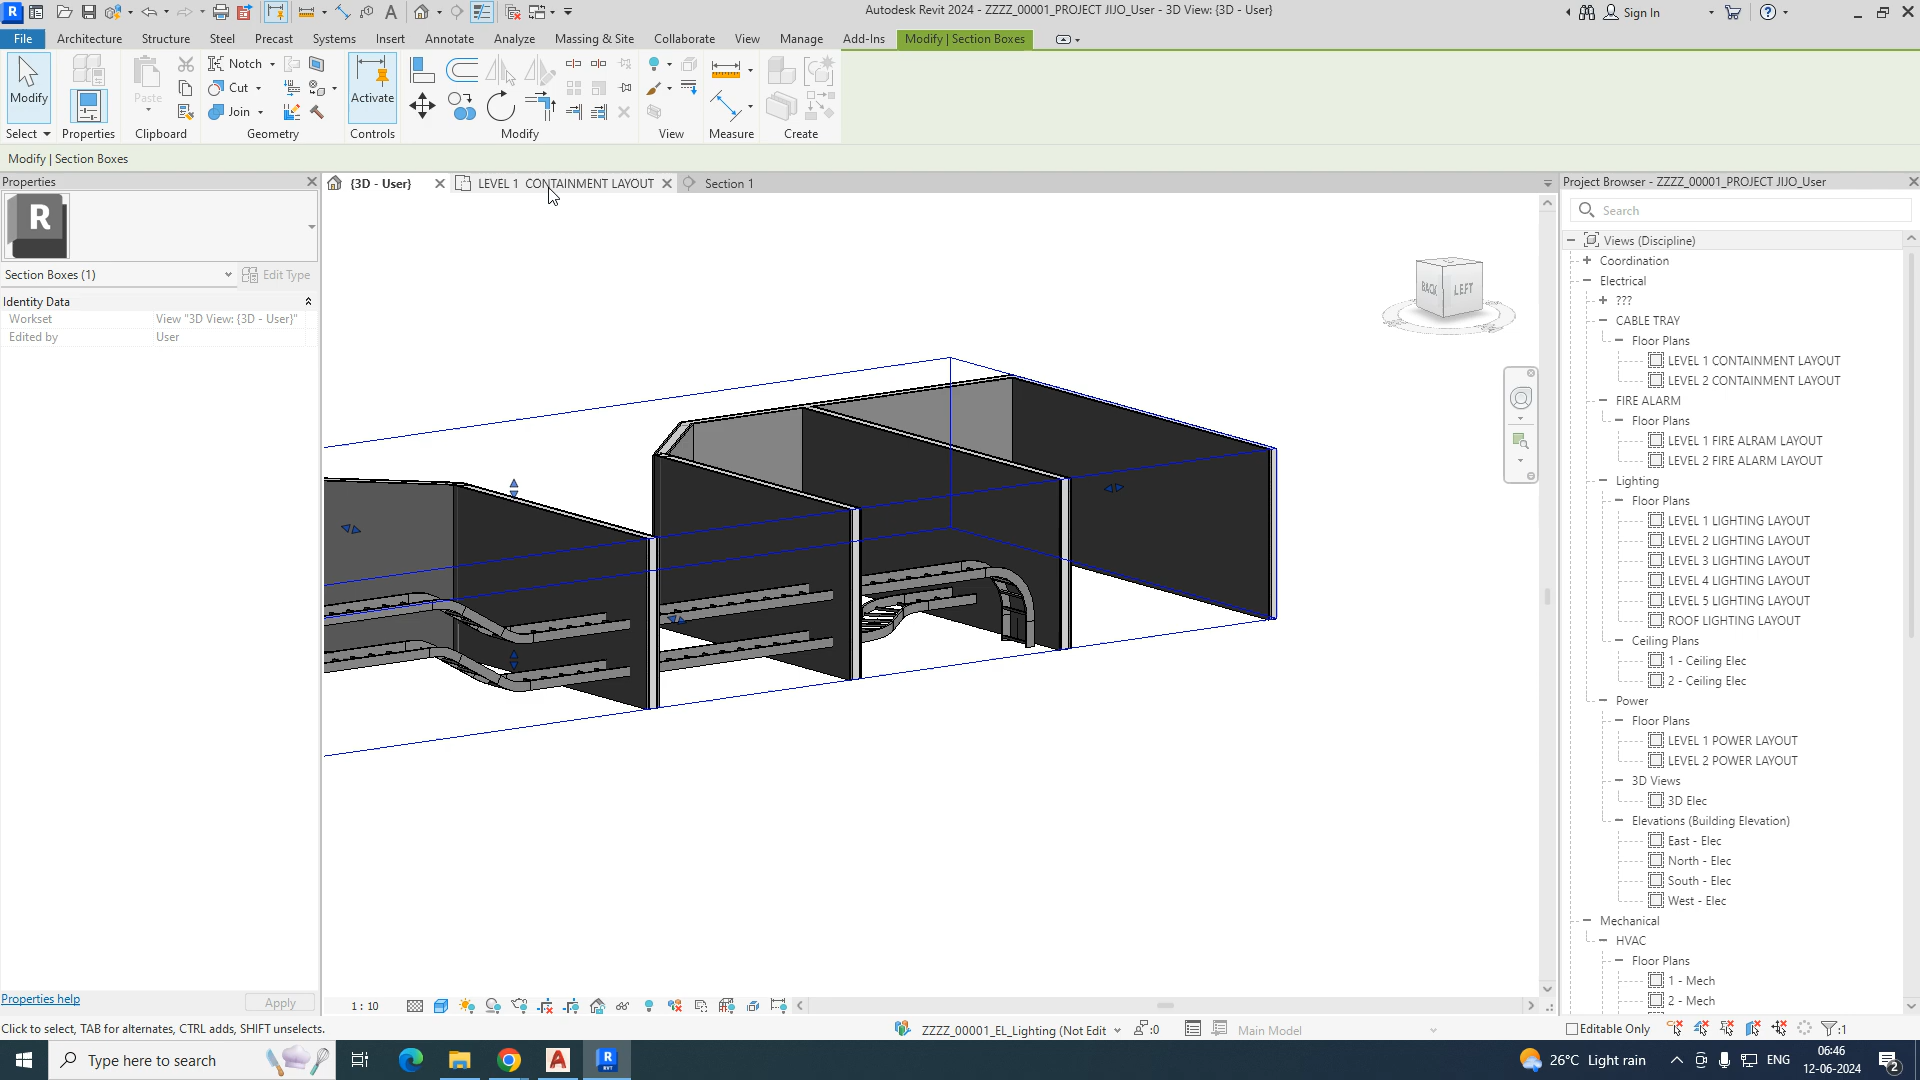 Autodesk Revit 2024 - ZZZZ_00001_PROJECT JIJO_User - 3D View: {3D - User}
Sign In
File Architecture Structure Steel Precast Systems Insert Annotate Analyze Massing & Site Collaborate View Manage Add-Ins Modify | Section Boxes
Modify
Paste
Notch
Cut
Join
Activate
Select Properties Clipboard Geometry Controls Modify View Measure Create
Modify | Section Boxes
Properties
{3D - User}
LEVEL 1 CONTAINMENT LAYOUT
Section 1
Project Browser - ZZZZ_00001_PROJECT JIJO_User
R
Search
Section Boxes (1)
Edit Type
Identity Data
Workset View "3D View: {3D - User}"
Edited by User
BACK LEFT
Views (Discipline)
Coordination
Electrical
???
CABLE TRAY
Floor Plans
LEVEL 1 CONTAINMENT LAYOUT
LEVEL 2 CONTAINMENT LAYOUT
FIRE ALARM
Floor Plans
LEVEL 1 FIRE ALRAM LAYOUT
LEVEL 2 FIRE ALARM LAYOUT
Lighting
Floor Plans
LEVEL 1 LIGHTING LAYOUT
LEVEL 2 LIGHTING LAYOUT
LEVEL 3 LIGHTING LAYOUT
LEVEL 4 LIGHTING LAYOUT
LEVEL 5 LIGHTING LAYOUT
ROOF LIGHTING LAYOUT
Ceiling Plans
1 - Ceiling Elec
2 - Ceiling Elec
Power
Floor Plans
LEVEL 1 POWER LAYOUT
LEVEL 2 POWER LAYOUT
3D Views
3D Elec
Elevations (Building Elevation)
East - Elec
North - Elec
South - Elec
West - Elec
Mechanical
HVAC
Floor Plans
1 - Mech
2 - Mech
Properties help
Apply
1 : 10
Click to select, TAB for alternates, CTRL adds, SHIFT unselects.
ZZZZ_00001_EL_Lighting (Not Edit
:0
Main Model
Editable Only
:1
Type here to search
26°C Light rain
ENG
06:46
12-06-2024
2